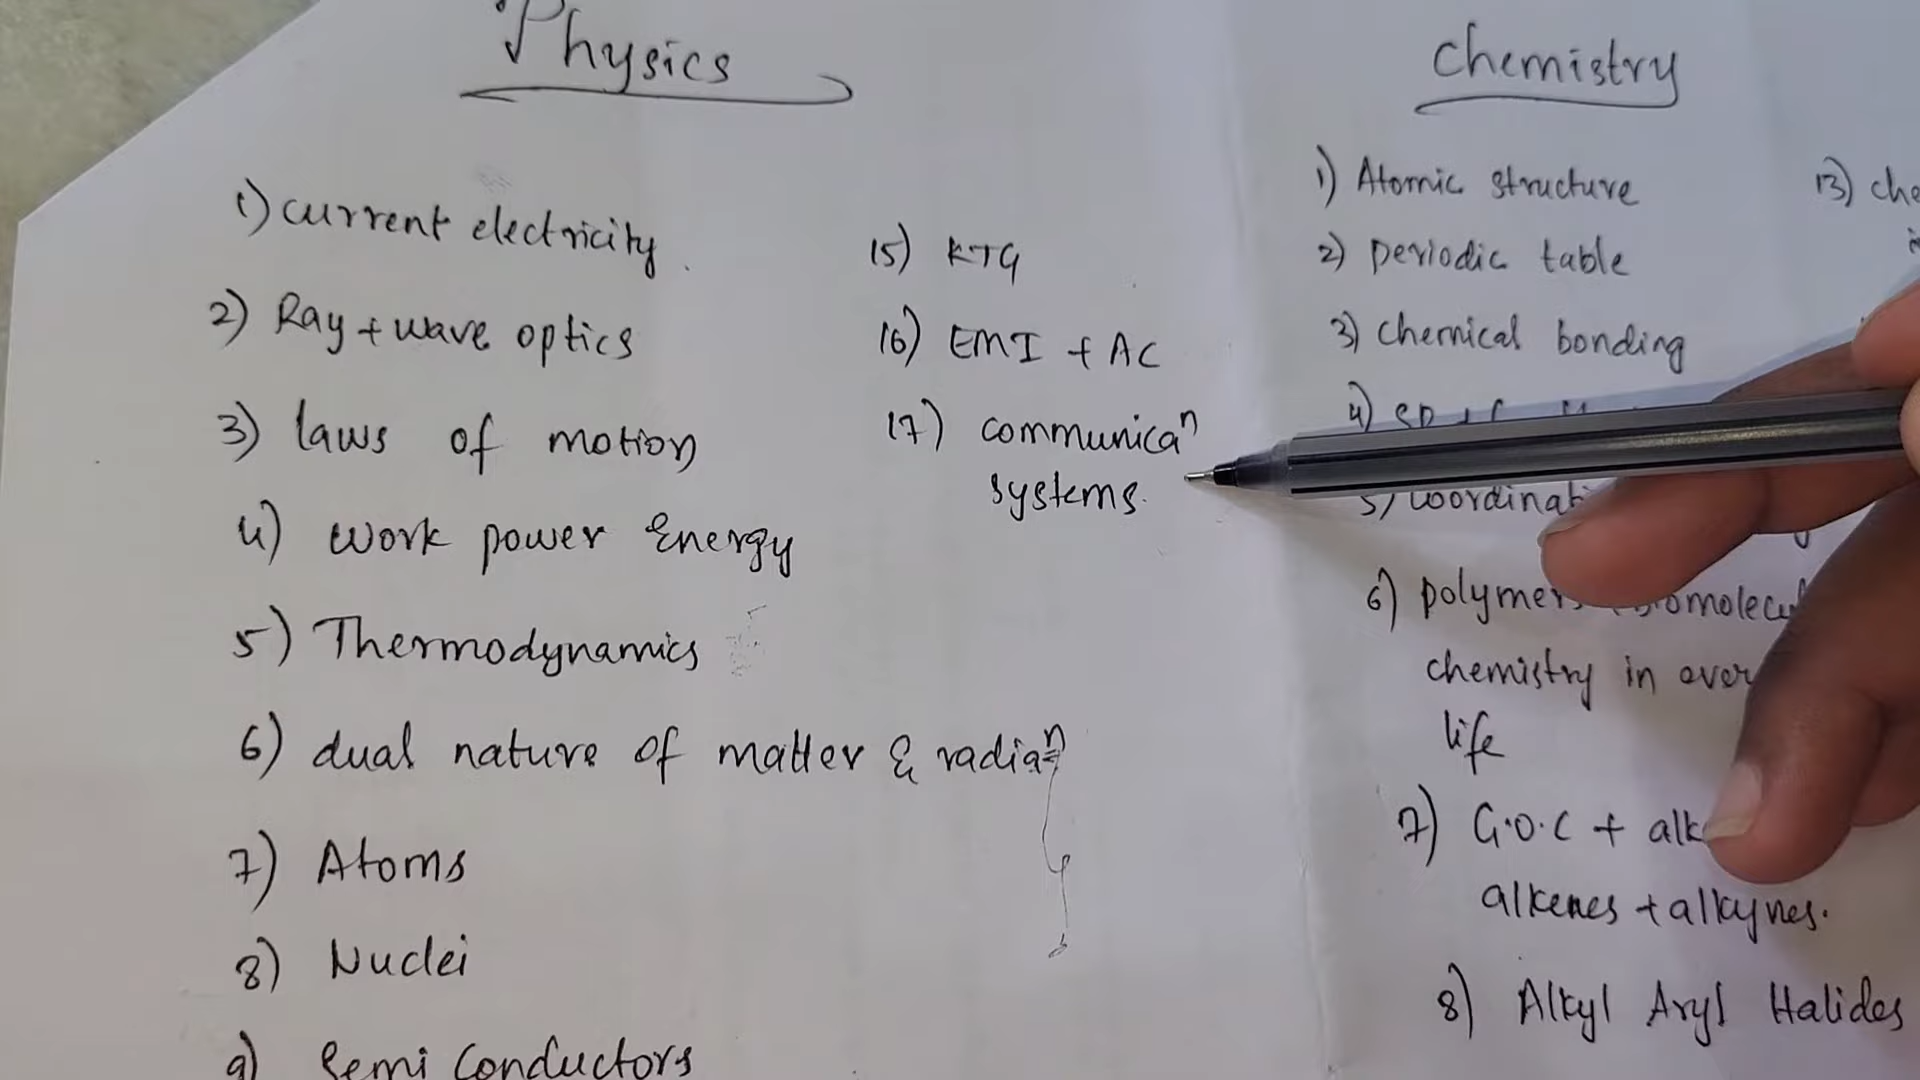 Physics
1) current electricity.
2) Ray + wave optics
3) laws of motion
4) work power Energy
5) Thermodynamics
6) dual nature of matter & radiaⁿ
7) Atoms
8) Nuclei
9) Semi Conductors
15) KTG
16) EMI + AC
17) communicaⁿ
systems.
Chemistry
1) Atomic structure
2) periodic table
3) chemical bonding
4)
5)
6) polymers
chemistry in
life
7) G.O.C +
alkenes + alkynes.
8) Alkyl Aryl Halides
13)